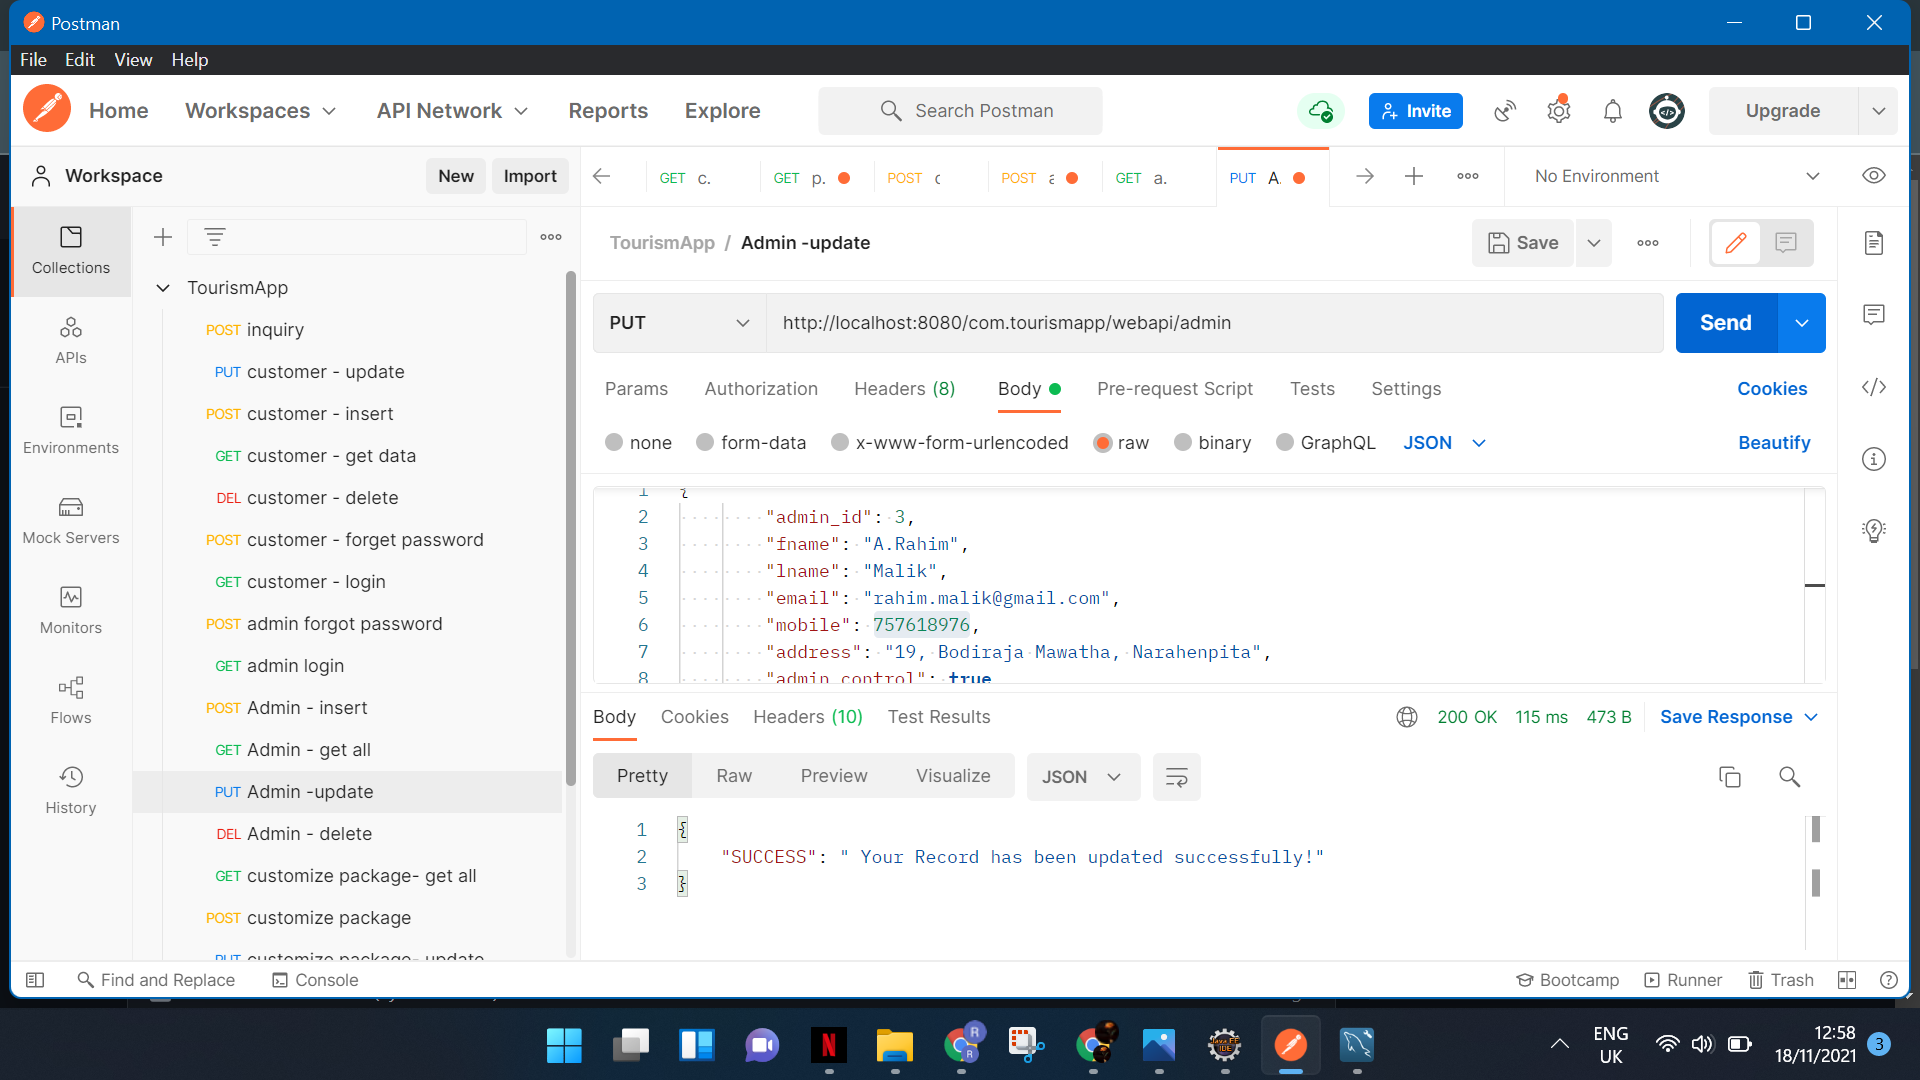 Postman
File Edit View Help
Home Workspaces API Network Reports Explore Search Postman Invite Upgrade
Workspace New Import
GET c. GET p. POST POST GET a. PUT A. No Environment
TourismApp / Admin -update Save
Collections
APIs
Environments
Mock Servers
Monitors
Flows
History
TourismApp
POST inquiry
PUT customer - update
POST customer - insert
GET customer - get data
DEL customer - delete
POST customer - forget password
GET customer - login
POST admin forgot password
GET admin login
POST Admin - insert
GET Admin - get all
PUT Admin -update
DEL Admin - delete
GET customize package- get all
POST customize package
PUT customize package- update
PUT http://localhost:8080/com.tourismapp/webapi/admin Send
Params Authorization Headers (8) Body Pre-request Script Tests Settings Cookies
none form-data x-www-form-urlencoded raw binary GraphQL JSON Beautify
1 {
2 "admin_id": 3,
3 "fname": "A.Rahim",
4 "lname": "Malik",
5 "email": "rahim.malik@gmail.com",
6 "mobile": 757618976,
7 "address": "19, Bodiraja Mawatha, Narahenpita",
8 "admin_control": true
Body Cookies Headers (10) Test Results 200 OK 115 ms 473 B Save Response
Pretty Raw Preview Visualize JSON
1 {
2 "SUCCESS": " Your Record has been updated successfully!"
3 }
Find and Replace Console Bootcamp Runner Trash
ENG
UK
12:58
18/11/2021
3